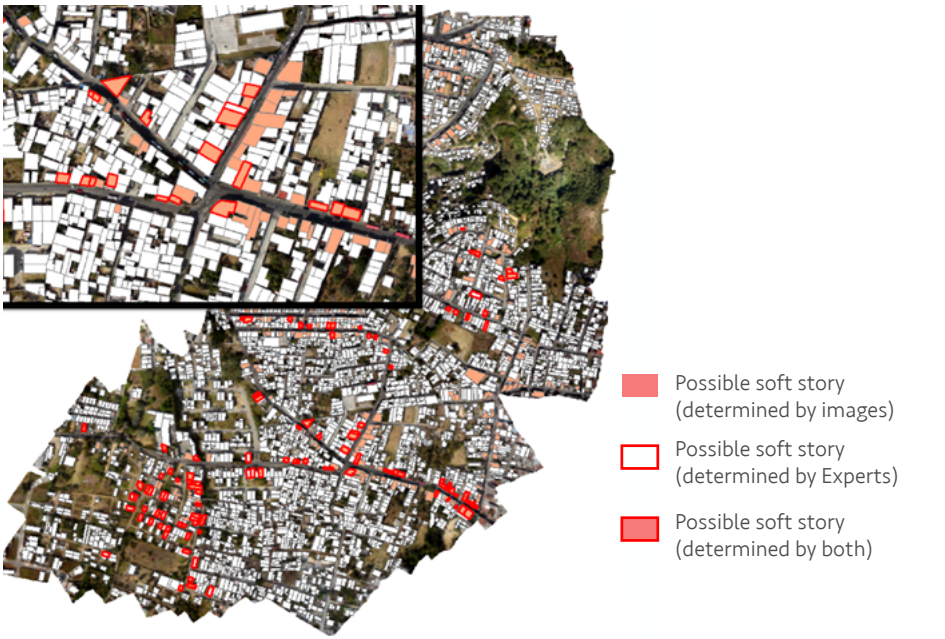 Possible soft story
(determined by images)
Possible soft story
(determined by Experts)
Possible soft story
(determined by both)